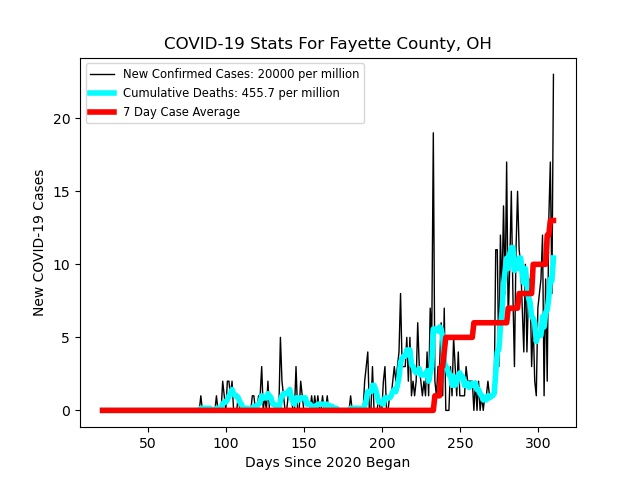 COVID-19 Stats For Fayette County, OH
New Confirmed Cases: 20000 per million
Cumulative Deaths: 455.7 per million
7 Day Case Average
New COVID-19 Cases
20
15
10
5
0
50 100 150 200 250 300
Days Since 2020 Began